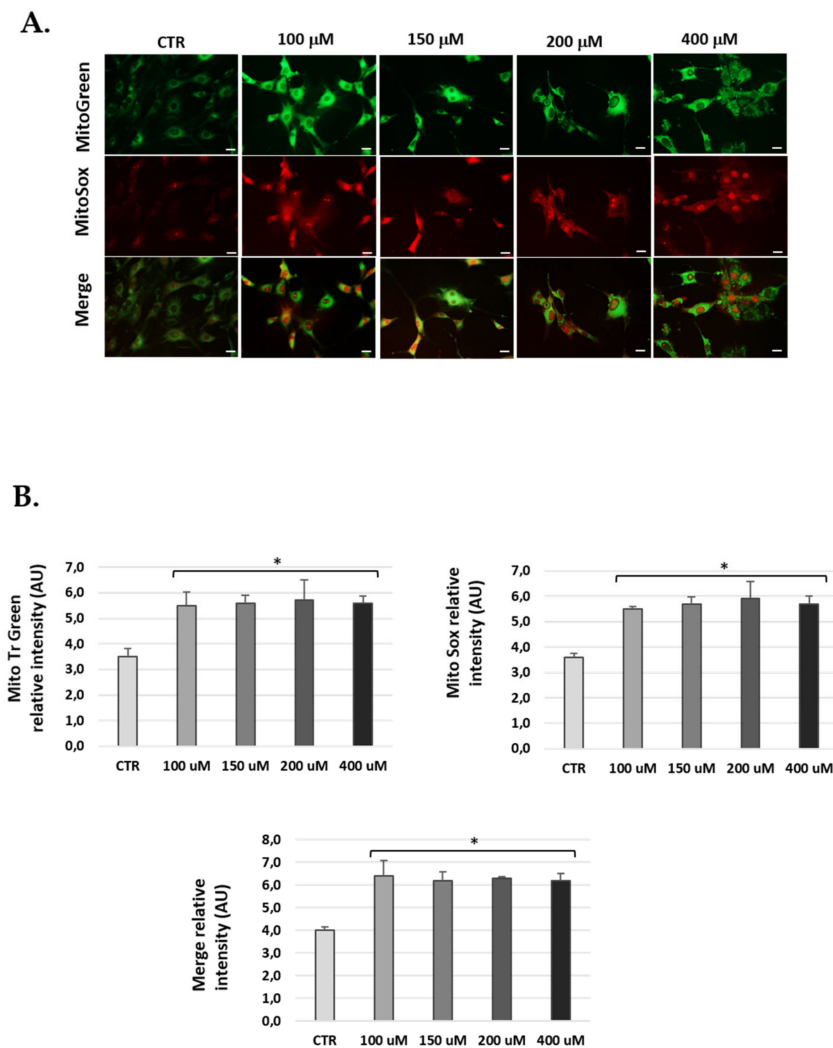 A.
CTR 100 µM 150 µM 200 µM 400 µM
MitoGreen
MitoSox
Merge
B.
Mito Tr Green
relative intensity (AU)
7,0
6,0
5,0
4,0
3,0
2,0
1,0
0,0
*
CTR 100 uM 150 uM 200 uM 400 uM
Mito Sox relative
intensity (AU)
7,0
6,0
5,0
4,0
3,0
2,0
1,0
0,0
*
CTR 100 uM 150 uM 200 uM 400 uM
Merge relative
intensity (AU)
8,0
7,0
6,0
5,0
4,0
3,0
2,0
1,0
0,0
*
CTR 100 uM 150 uM 200 uM 400 uM